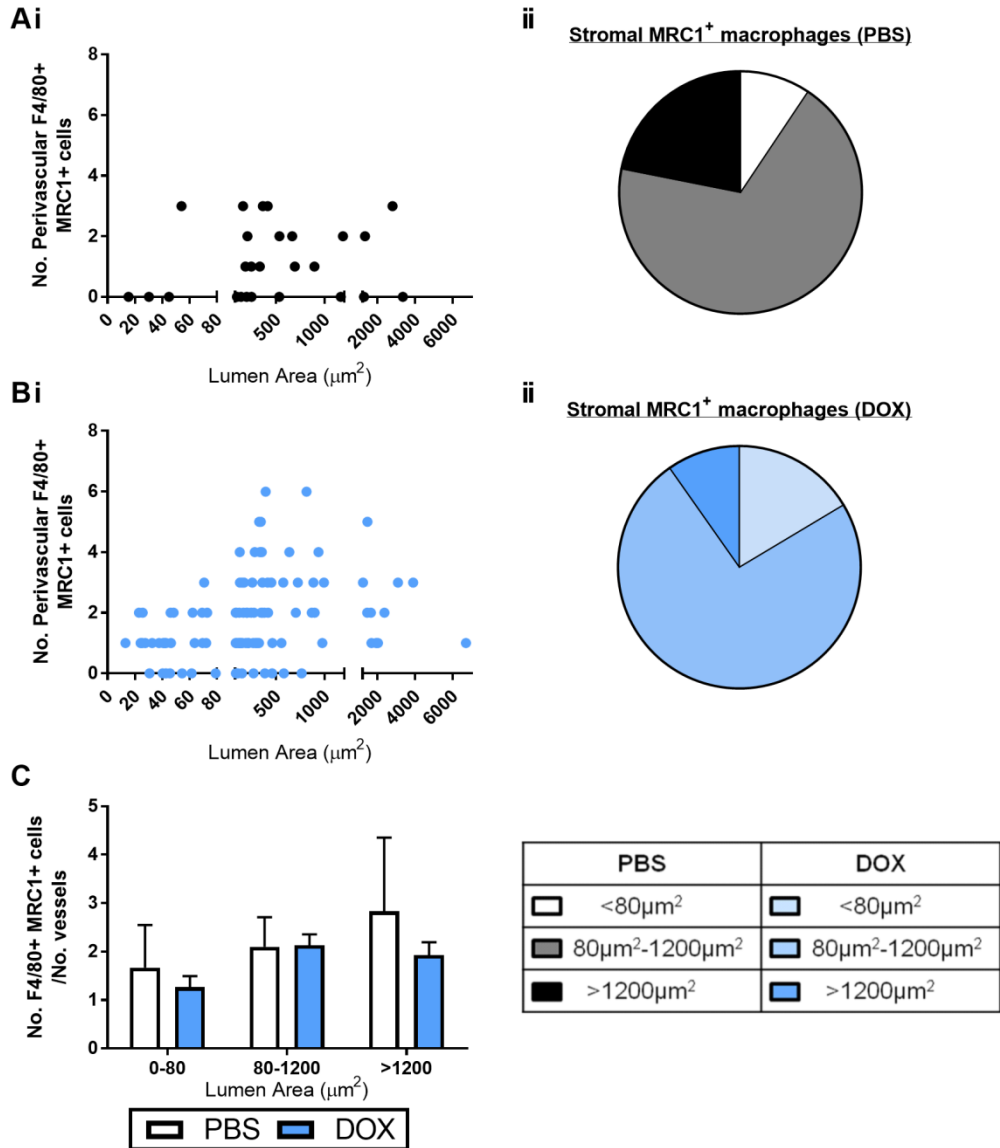 Ai
8
6
4
2
0
No. Perivascular F4/80+
MRC1+ cells
0 20 40 60 80 500 1000 2000 4000 6000
Lumen Area (μm²)
ii
Stromal MRC1⁺ macrophages (PBS)
Bi
8
6
4
2
0
No. Perivascular F4/80+
MRC1+ cells
0 20 40 60 80 500 1000 2000 4000 6000
Lumen Area (μm²)
ii
Stromal MRC1⁺ macrophages (DOX)
C
5
4
3
2
1
0
No. F4/80+ MRC1+ cells
/No. vessels
0-80 80-1200 >1200
Lumen Area (μm²)
PBS DOX
PBS DOX
<80μm² <80μm²
80μm²-1200μm² 80μm²-1200μm²
>1200μm² >1200μm²